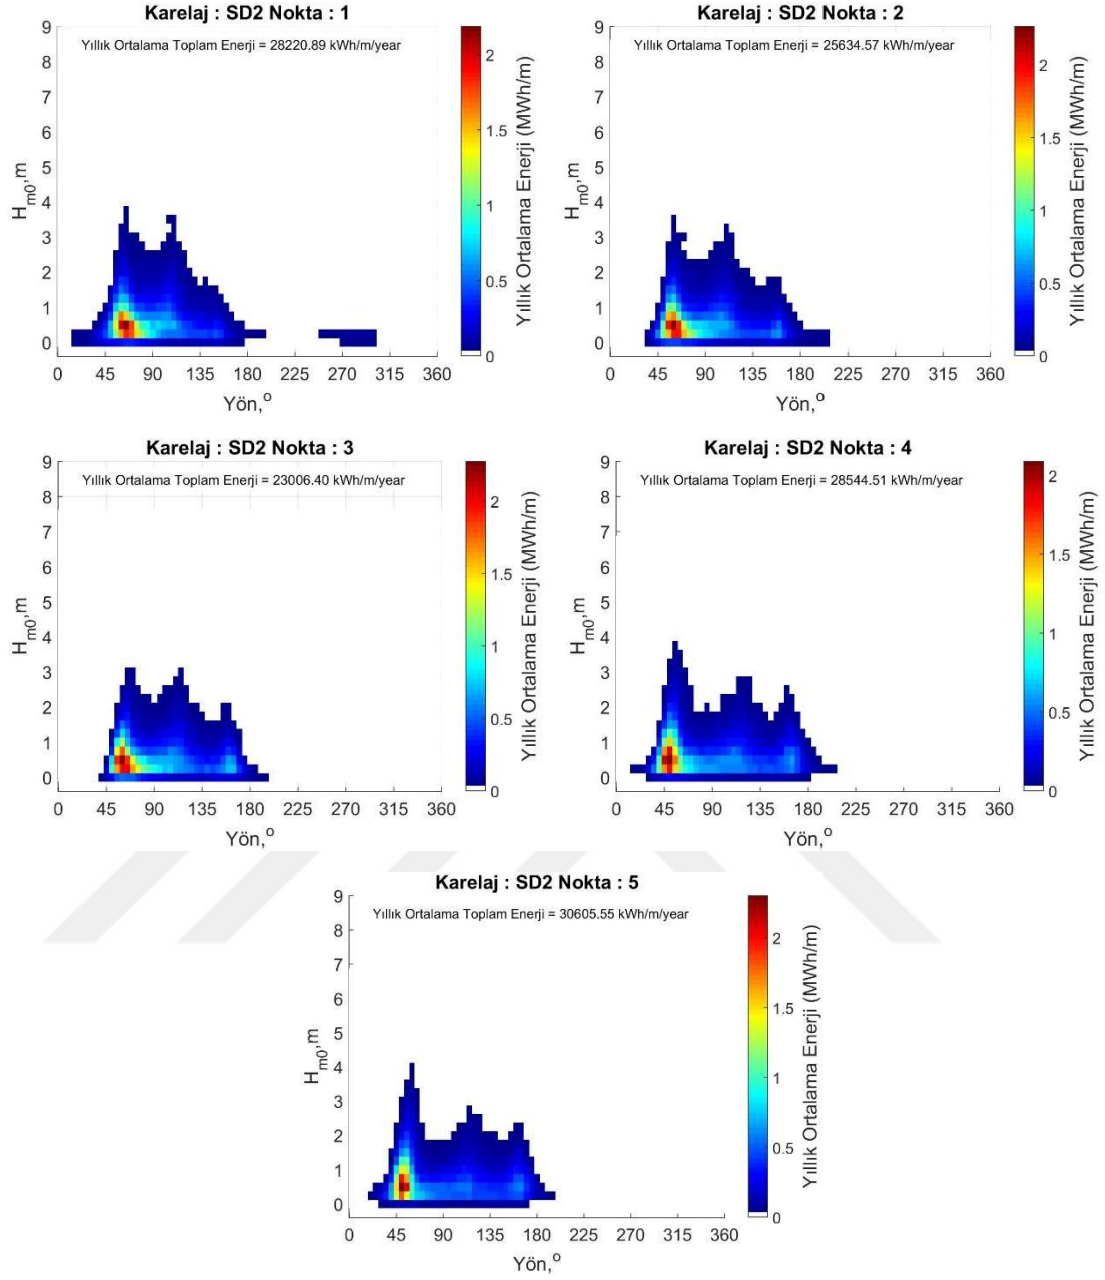 Karelaj : SD2 Nokta : 1
Yıllık Ortalama Toplam Enerji = 28220.89 kWh/m/year
9
8
7
6
5
4
3
2
1
0
H_m0,m
0 45 90 135 180 225 270 315 360
Yön,°
2
1.5
1
0.5
0
Yıllık Ortalama Enerji (MWh/m)
Karelaj : SD2 Nokta : 2
Yıllık Ortalama Toplam Enerji = 25634.57 kWh/m/year
9
8
7
6
5
4
3
2
1
0
H_m0,m
0 45 90 135 180 225 270 315 360
Yön,°
2
1.5
1
0.5
0
Yıllık Ortalama Enerji (MWh/m)
Karelaj : SD2 Nokta : 3
Yıllık Ortalama Toplam Enerji = 23006.40 kWh/m/year
9
8
7
6
5
4
3
2
1
0
H_m0,m
0 45 90 135 180 225 270 315 360
Yön,°
2
1.5
1
0.5
0
Yıllık Ortalama Enerji (MWh/m)
Karelaj : SD2 Nokta : 4
Yıllık Ortalama Toplam Enerji = 28544.51 kWh/m/year
9
8
7
6
5
4
3
2
1
0
H_m0,m
0 45 90 135 180 225 270 315 360
Yön,°
2
1.5
1
0.5
0
Yıllık Ortalama Enerji (MWh/m)
Karelaj : SD2 Nokta : 5
Yıllık Ortalama Toplam Enerji = 30605.55 kWh/m/year
9
8
7
6
5
4
3
2
1
0
H_m0,m
0 45 90 135 180 225 270 315 360
Yön,°
2
1.5
1
0.5
0
Yıllık Ortalama Enerji (MWh/m)